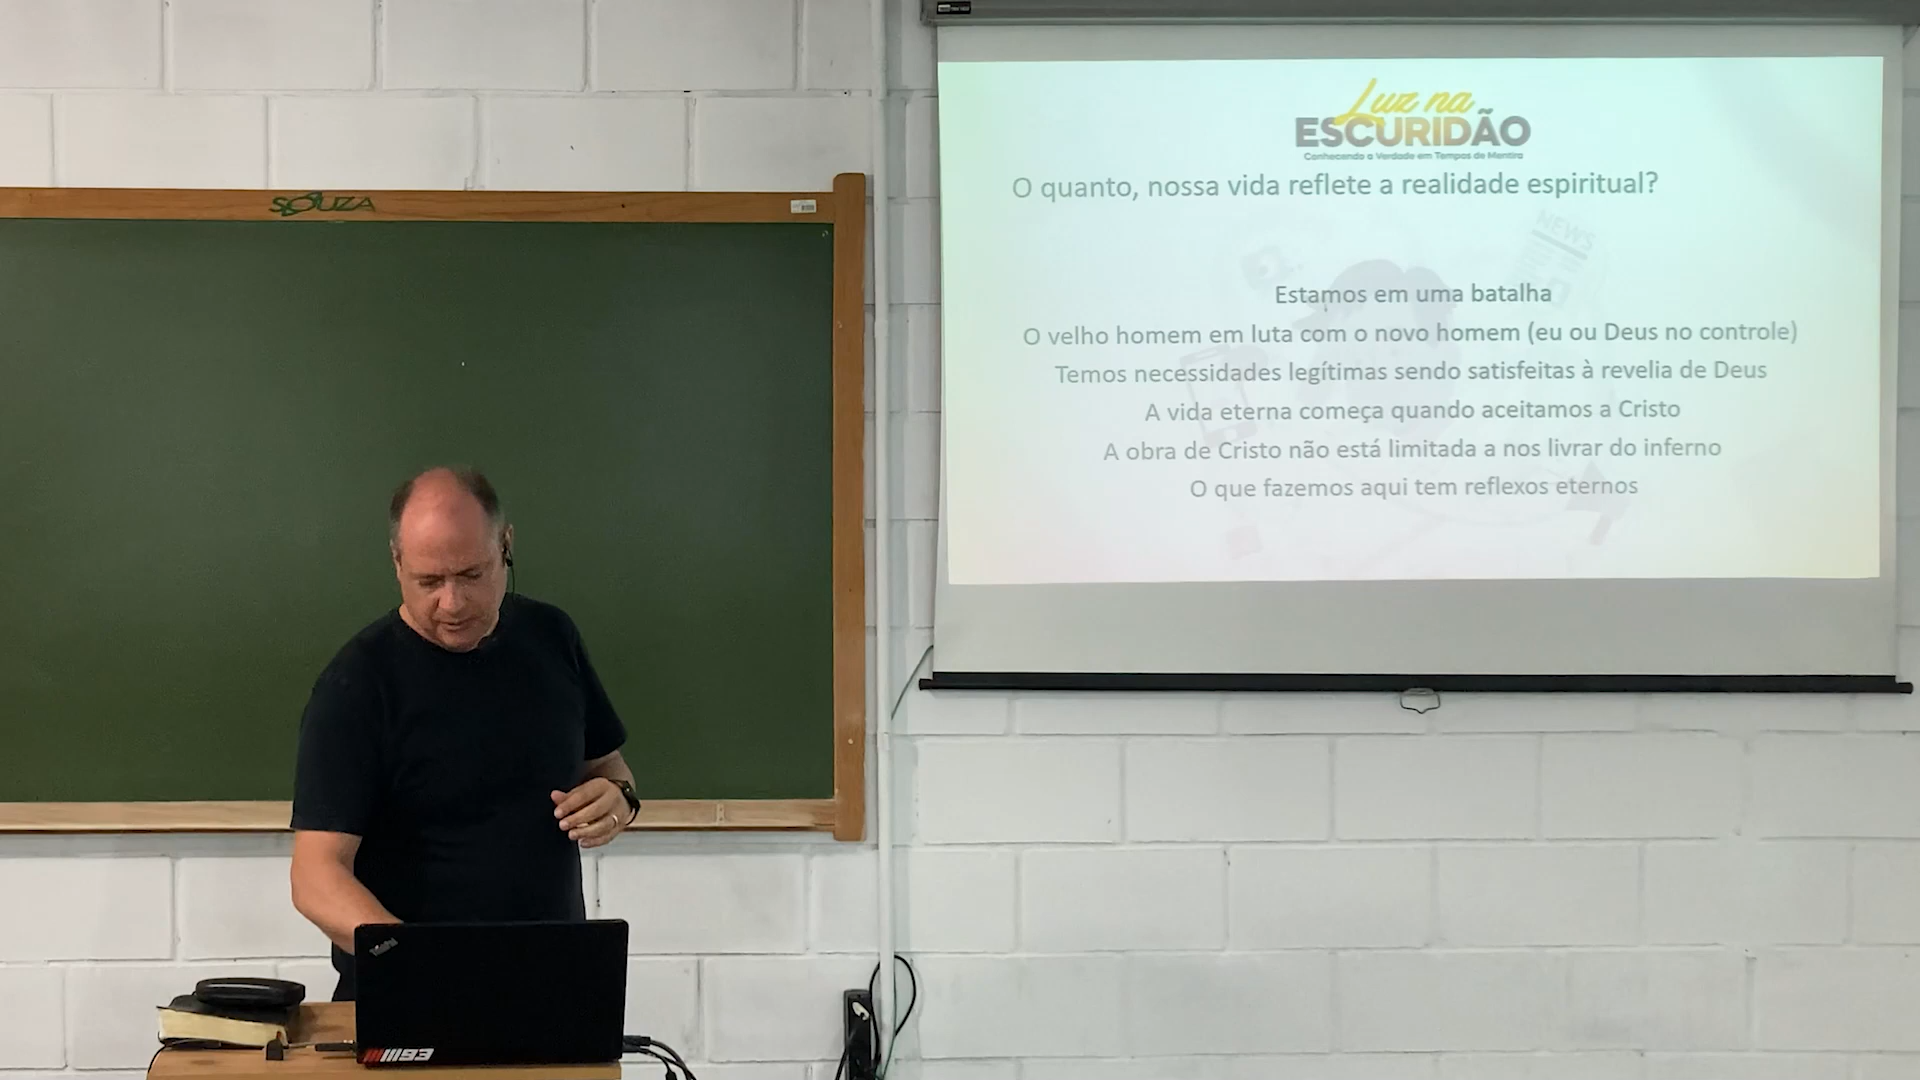 Luz na
ESCURIDÃO
Conhecendo a Verdade em Tempos de Mentira
O quanto, nossa vida reflete a realidade espiritual?
NEWS
Estamos em uma batalha
O velho homem em luta com o novo homem (eu ou Deus no controle)
Temos necessidades legítimas sendo satisfeitas à revelia de Deus
A vida eterna começa quando aceitamos a Cristo
A obra de Cristo não está limitada a nos livrar do inferno
O que fazemos aqui tem reflexos eternos
SOUZA
ThinkPad